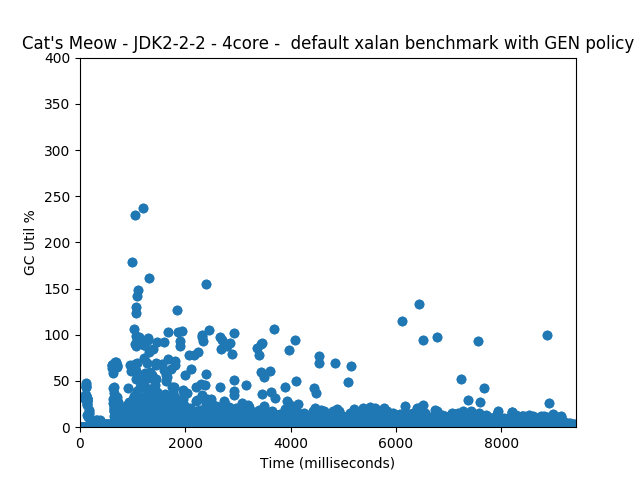 Cat's Meow - JDK2-2-2 - 4core -  default xalan benchmark with GEN policy
400
350
300
250
200
150
100
50
0
GC Util %
0 2000 4000 6000 8000
Time (milliseconds)